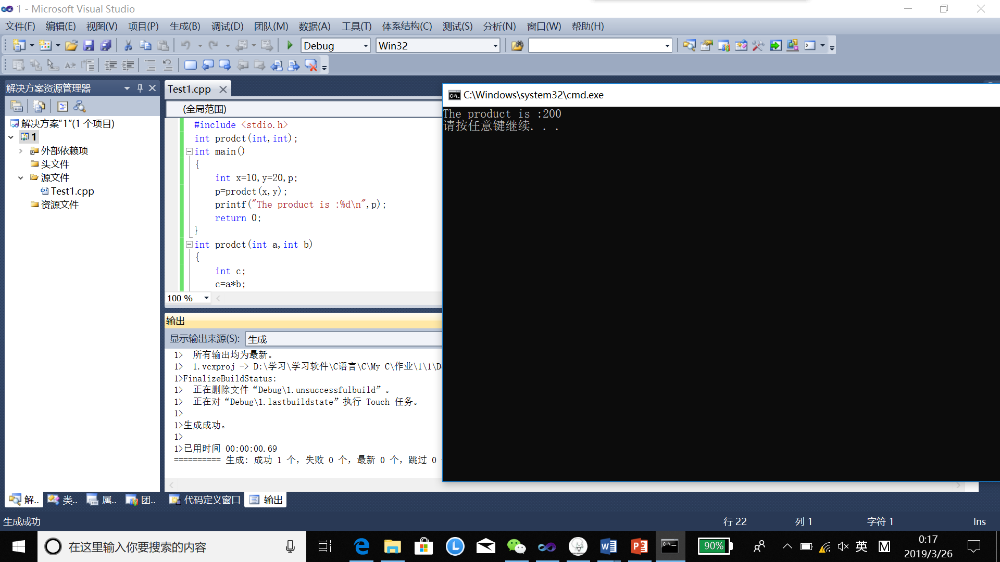 1 - Microsoft Visual Studio
文件(F) 编辑(E) 视图(V) 项目(P) 生成(B) 调试(D) 团队(M) 数据(A) 工具(T) 体系结构(C) 测试(S) 分析(N) 窗口(W) 帮助(H)
Debug Win32
解决方案资源管理器
解决方案“1”(1 个项目)
1
外部依赖项
头文件
源文件
Test1.cpp
资源文件
Test1.cpp
(全局范围)
#include <stdio.h>
int prodct(int,int);
int main()
{
int x=10,y=20,p;
p=prodct(x,y);
printf("The product is :%d\n",p);
return 0;
}
int prodct(int a,int b)
{
int c;
c=a*b;
100 %
C:\Windows\system32\cmd.exe
The product is :200
请按任意键继续. . .
输出
显示输出来源(S): 生成
1> 所有输出均为最新。
1> 1.vcxproj -> D:\学习\学习软件\C语言\C\My C\作业\1\1\D
1>FinalizeBuildStatus:
1> 正在删除文件“Debug\1.unsuccessfulbuild”。
1> 正在对“Debug\1.lastbuildstate”执行 Touch 任务。
1>
1>生成成功。
1>
1>已用时间 00:00:00.69
========== 生成: 成功 1 个，失败 0 个，最新 0 个，跳过 0
解.. 类.. 属.. 团.. 代码定义窗口 输出
生成成功 行 22 列 1 字符 1 Ins
在这里输入你要搜索的内容
90%
英
M
0:17
2019/3/26